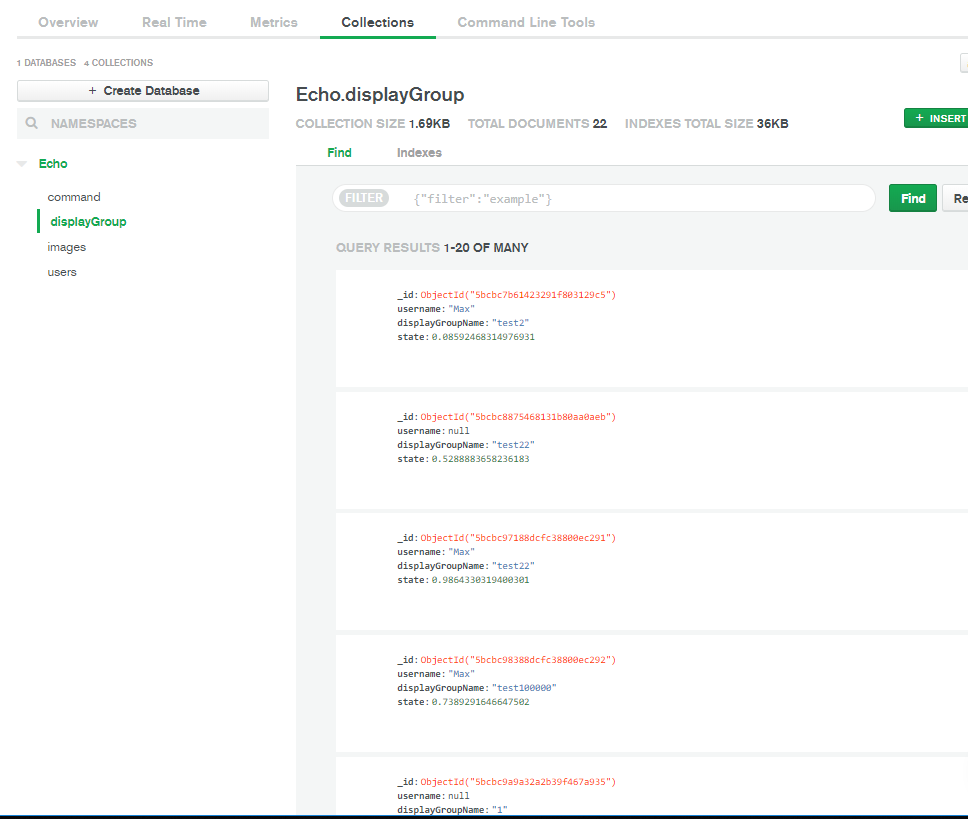 Overview Real Time Metrics Collections Command Line Tools
1 DATABASES 4 COLLECTIONS
+ Create Database
NAMESPACES
Echo
command
displayGroup
images
users
Echo.displayGroup
COLLECTION SIZE 1.69KB TOTAL DOCUMENTS 22 INDEXES TOTAL SIZE 36KB
+ INSERT
Find Indexes
FILTER {"filter":"example"} Find Re
QUERY RESULTS 1-20 OF MANY
_id:ObjectId("5bcbc7b61423291f803129c5")
username:"Max"
displayGroupName:"test2"
state:0.08592468314976931
_id:ObjectId("5bcbc8875468131b80aa0aeb")
username:null
displayGroupName:"test22"
state:0.5288883658236183
_id:ObjectId("5bcbc97188dcfc38800ec291")
username:"Max"
displayGroupName:"test22"
state:0.9864330319400301
_id:ObjectId("5bcbc98388dcfc38800ec292")
username:"Max"
displayGroupName:"test100000"
state:0.7389291646647502
_id:ObjectId("5bcbc9a9a32a2b39f467a935")
username:null
displayGroupName:"1"